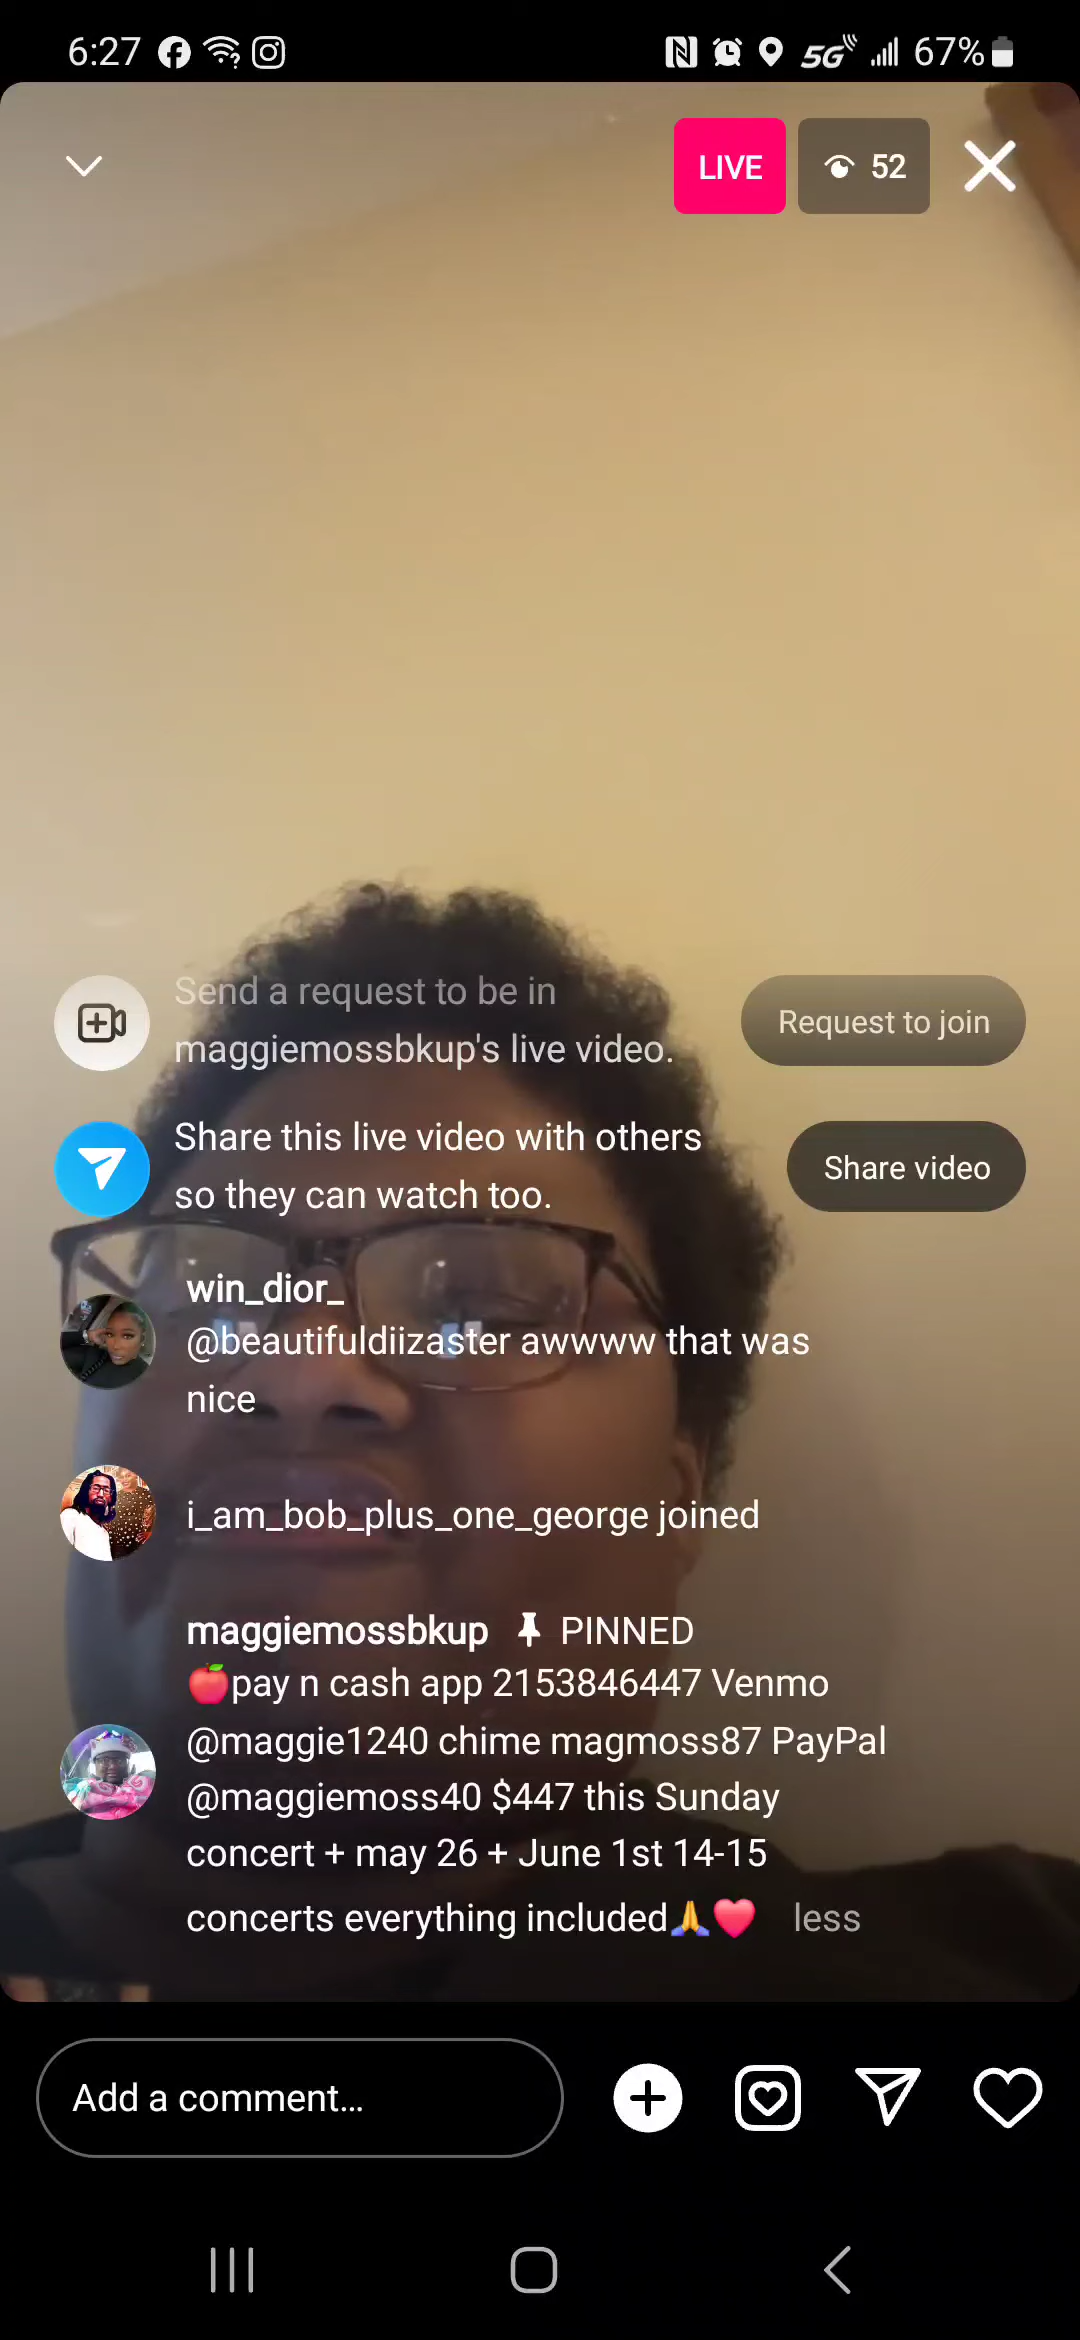 6:27
5G 67%
LIVE 52
Send a request to be in
maggiemossbkup's live video.
Request to join
Share this live video with others
so they can watch too.
Share video
win_dior_
@beautifuldiizaster awwww that was
nice
i_am_bob_plus_one_george joined
maggiemossbkup 📌 PINNED
🍎pay n cash app 2153846447 Venmo
@maggie1240 chime magmoss87 PayPal
@maggiemoss40 $447 this Sunday
concert + may 26 + June 1st 14-15
concerts everything included🙏❤️ less
Add a comment...